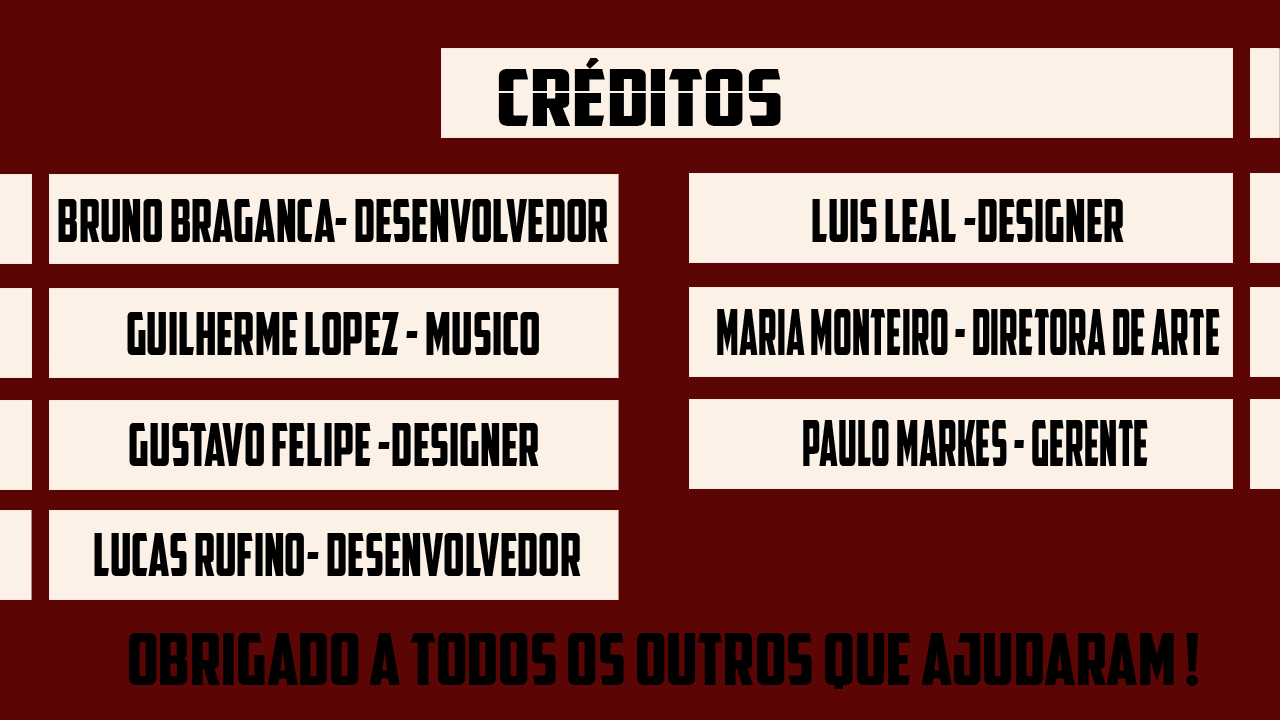 CRÉDITOS
BRUNO BRAGANCA- DESENVOLVEDOR
GUILHERME LOPEZ - MUSICO
GUSTAVO FELIPE -DESIGNER
LUCAS RUFINO- DESENVOLVEDOR
LUIS LEAL -DESIGNER
MARIA MONTEIRO - DIRETORA DE ARTE
PAULO MARKES - GERENTE
OBRIGADO A TODOS OS OUTROS QUE AJUDARAM !